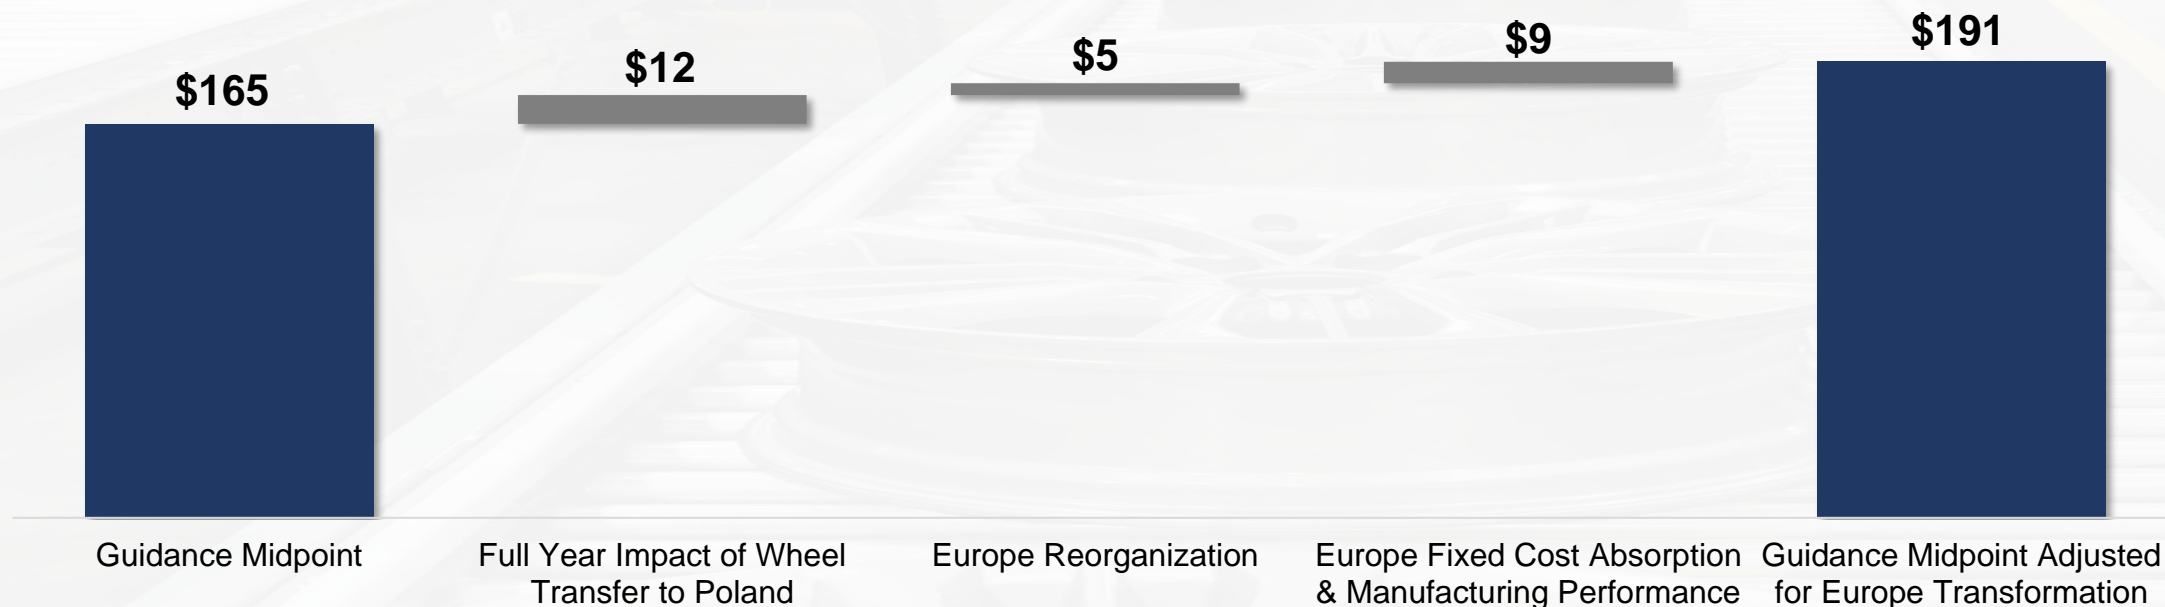 $165
$12
$5
$9
$191
Guidance Midpoint
Full Year Impact of Wheel
Transfer to Poland
Europe Reorganization
Europe Fixed Cost Absorption
& Manufacturing Performance
Guidance Midpoint Adjusted
for Europe Transformation